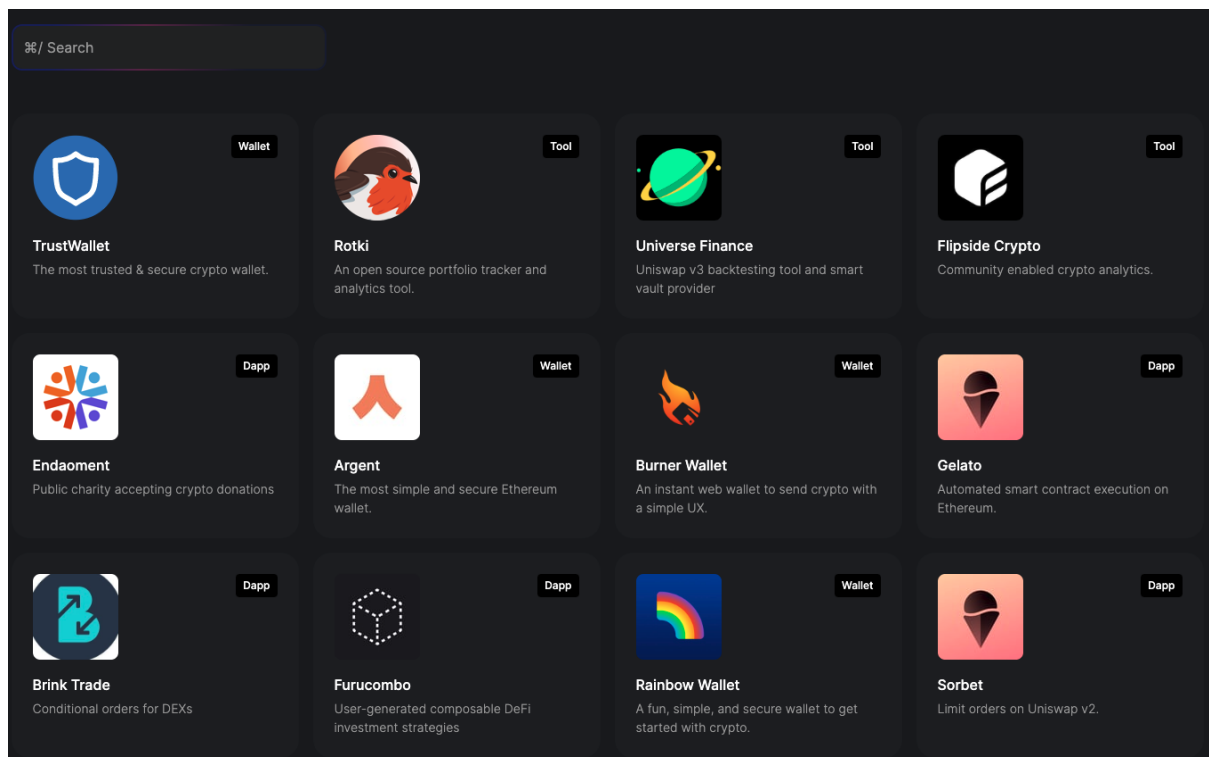 ⌘/ Search
Wallet
TrustWallet
The most trusted & secure crypto wallet.
Tool
Rotki
An open source portfolio tracker and
analytics tool.
Tool
Universe Finance
Uniswap v3 backtesting tool and smart
vault provider
Tool
Flipside Crypto
Community enabled crypto analytics.
Dapp
Endaoment
Public charity accepting crypto donations
Wallet
Argent
The most simple and secure Ethereum
wallet.
Wallet
Burner Wallet
An instant web wallet to send crypto with
a simple UX.
Dapp
Gelato
Automated smart contract execution on
Ethereum.
Dapp
Brink Trade
Conditional orders for DEXs
Dapp
Furucombo
User-generated composable DeFi
investment strategies
Wallet
Rainbow Wallet
A fun, simple, and secure wallet to get
started with crypto.
Dapp
Sorbet
Limit orders on Uniswap v2.